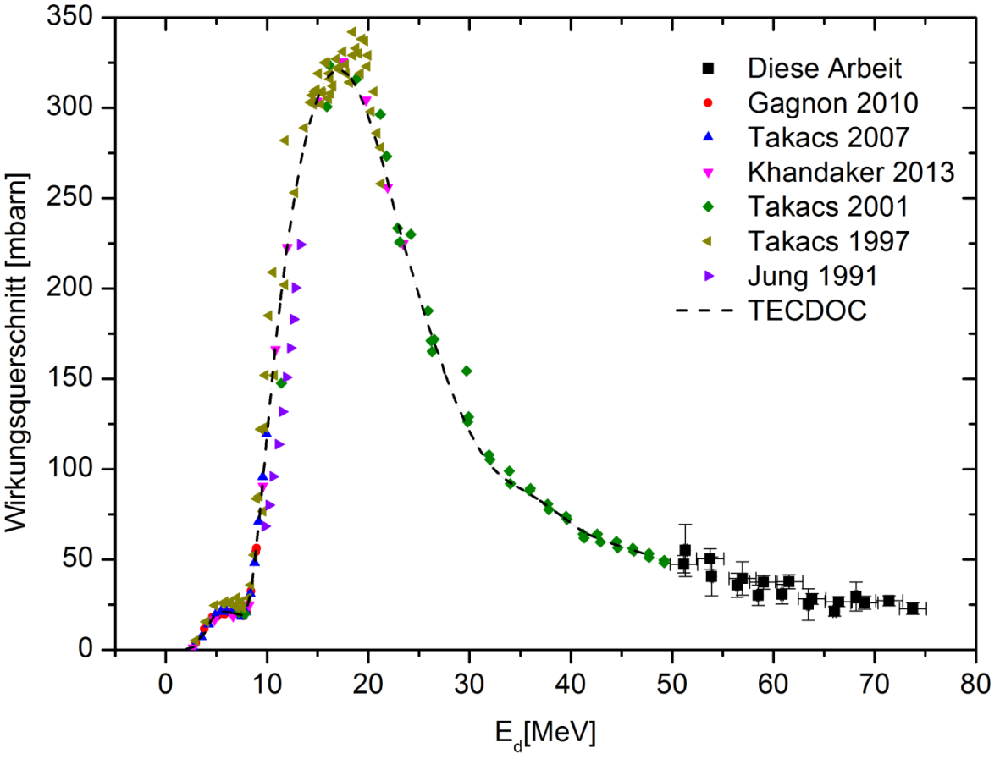 350
300
250
200
150
100
50
0
Wirkungsquerschnitt [mbarn]
Diese Arbeit
Gagnon 2010
Takacs 2007
Khandaker 2013
Takacs 2001
Takacs 1997
Jung 1991
TECDOC
0 10 20 30 40 50 60 70 80
E_d[MeV]